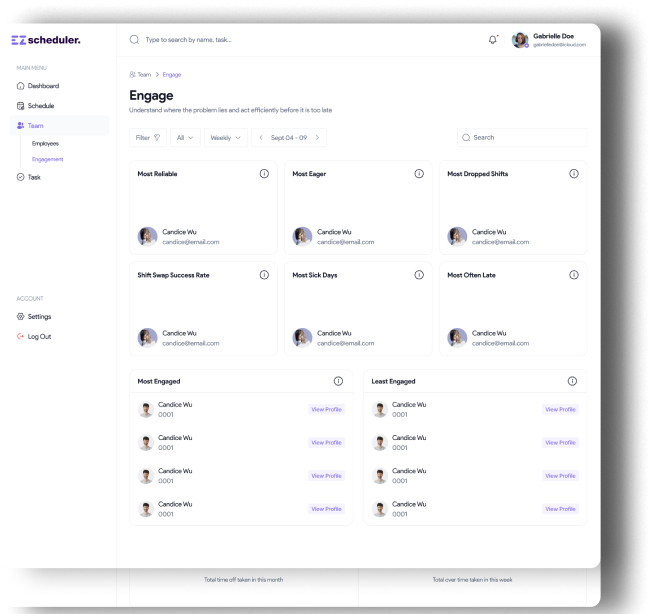 EZ scheduler.
Type to search by name, task...
Gabrielle Doe
gabrielledoe@icloud.com
MAIN MENU
Dashboard
Schedule
Team
Employees
Engagement
Task
ACCOUNT
Settings
Log Out
Team > Engage
Engage
Understand where the problem lies and act efficiently before it is too late
Filter All Weekly < Sept 04 - 09 > Search
Most Reliable Most Eager Most Dropped Shifts
Candice Wu Candice Wu Candice Wu
candice@email.com candice@email.com candice@email.com
Shift Swap Success Rate Most Sick Days Most Often Late
Candice Wu Candice Wu Candice Wu
candice@email.com candice@email.com candice@email.com
Most Engaged
Candice Wu
0001
View Profile
Candice Wu
0001
View Profile
Candice Wu
0001
View Profile
Candice Wu
0001
View Profile
Least Engaged
Candice Wu
0001
View Profile
Candice Wu
0001
View Profile
Candice Wu
0001
View Profile
Candice Wu
0001
View Profile
Total time off taken in this month
Total over time taken in this week